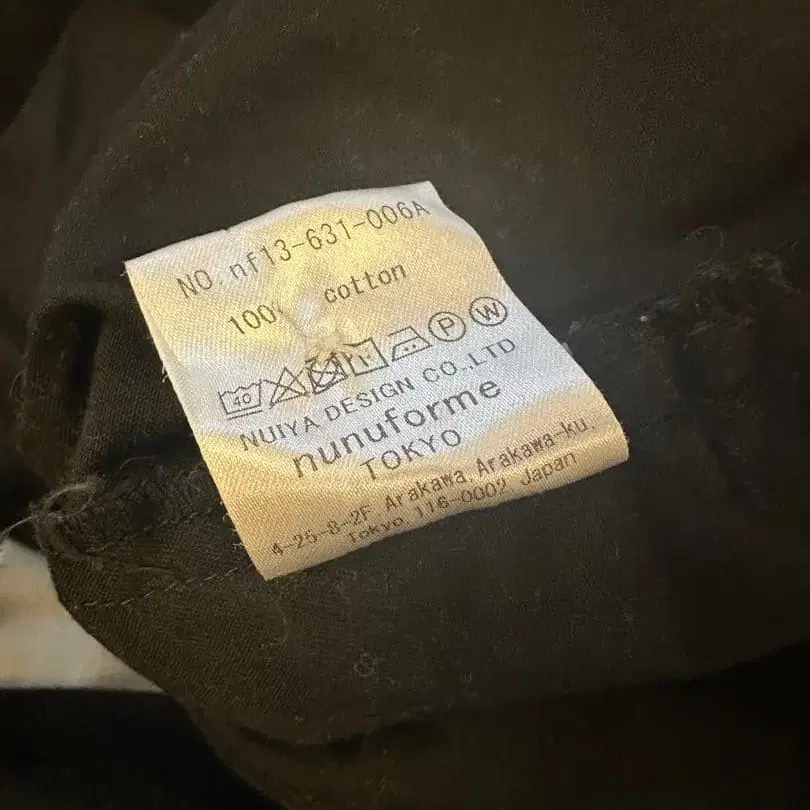 NO.nf13-631-006A
100% cotton
40 P W
NUIYA DESIGN CO.,LTD
nunuforme
TOKYO
4-25-8-2F Arakawa, Arakawa-ku,
Tokyo 116-0002 Japan